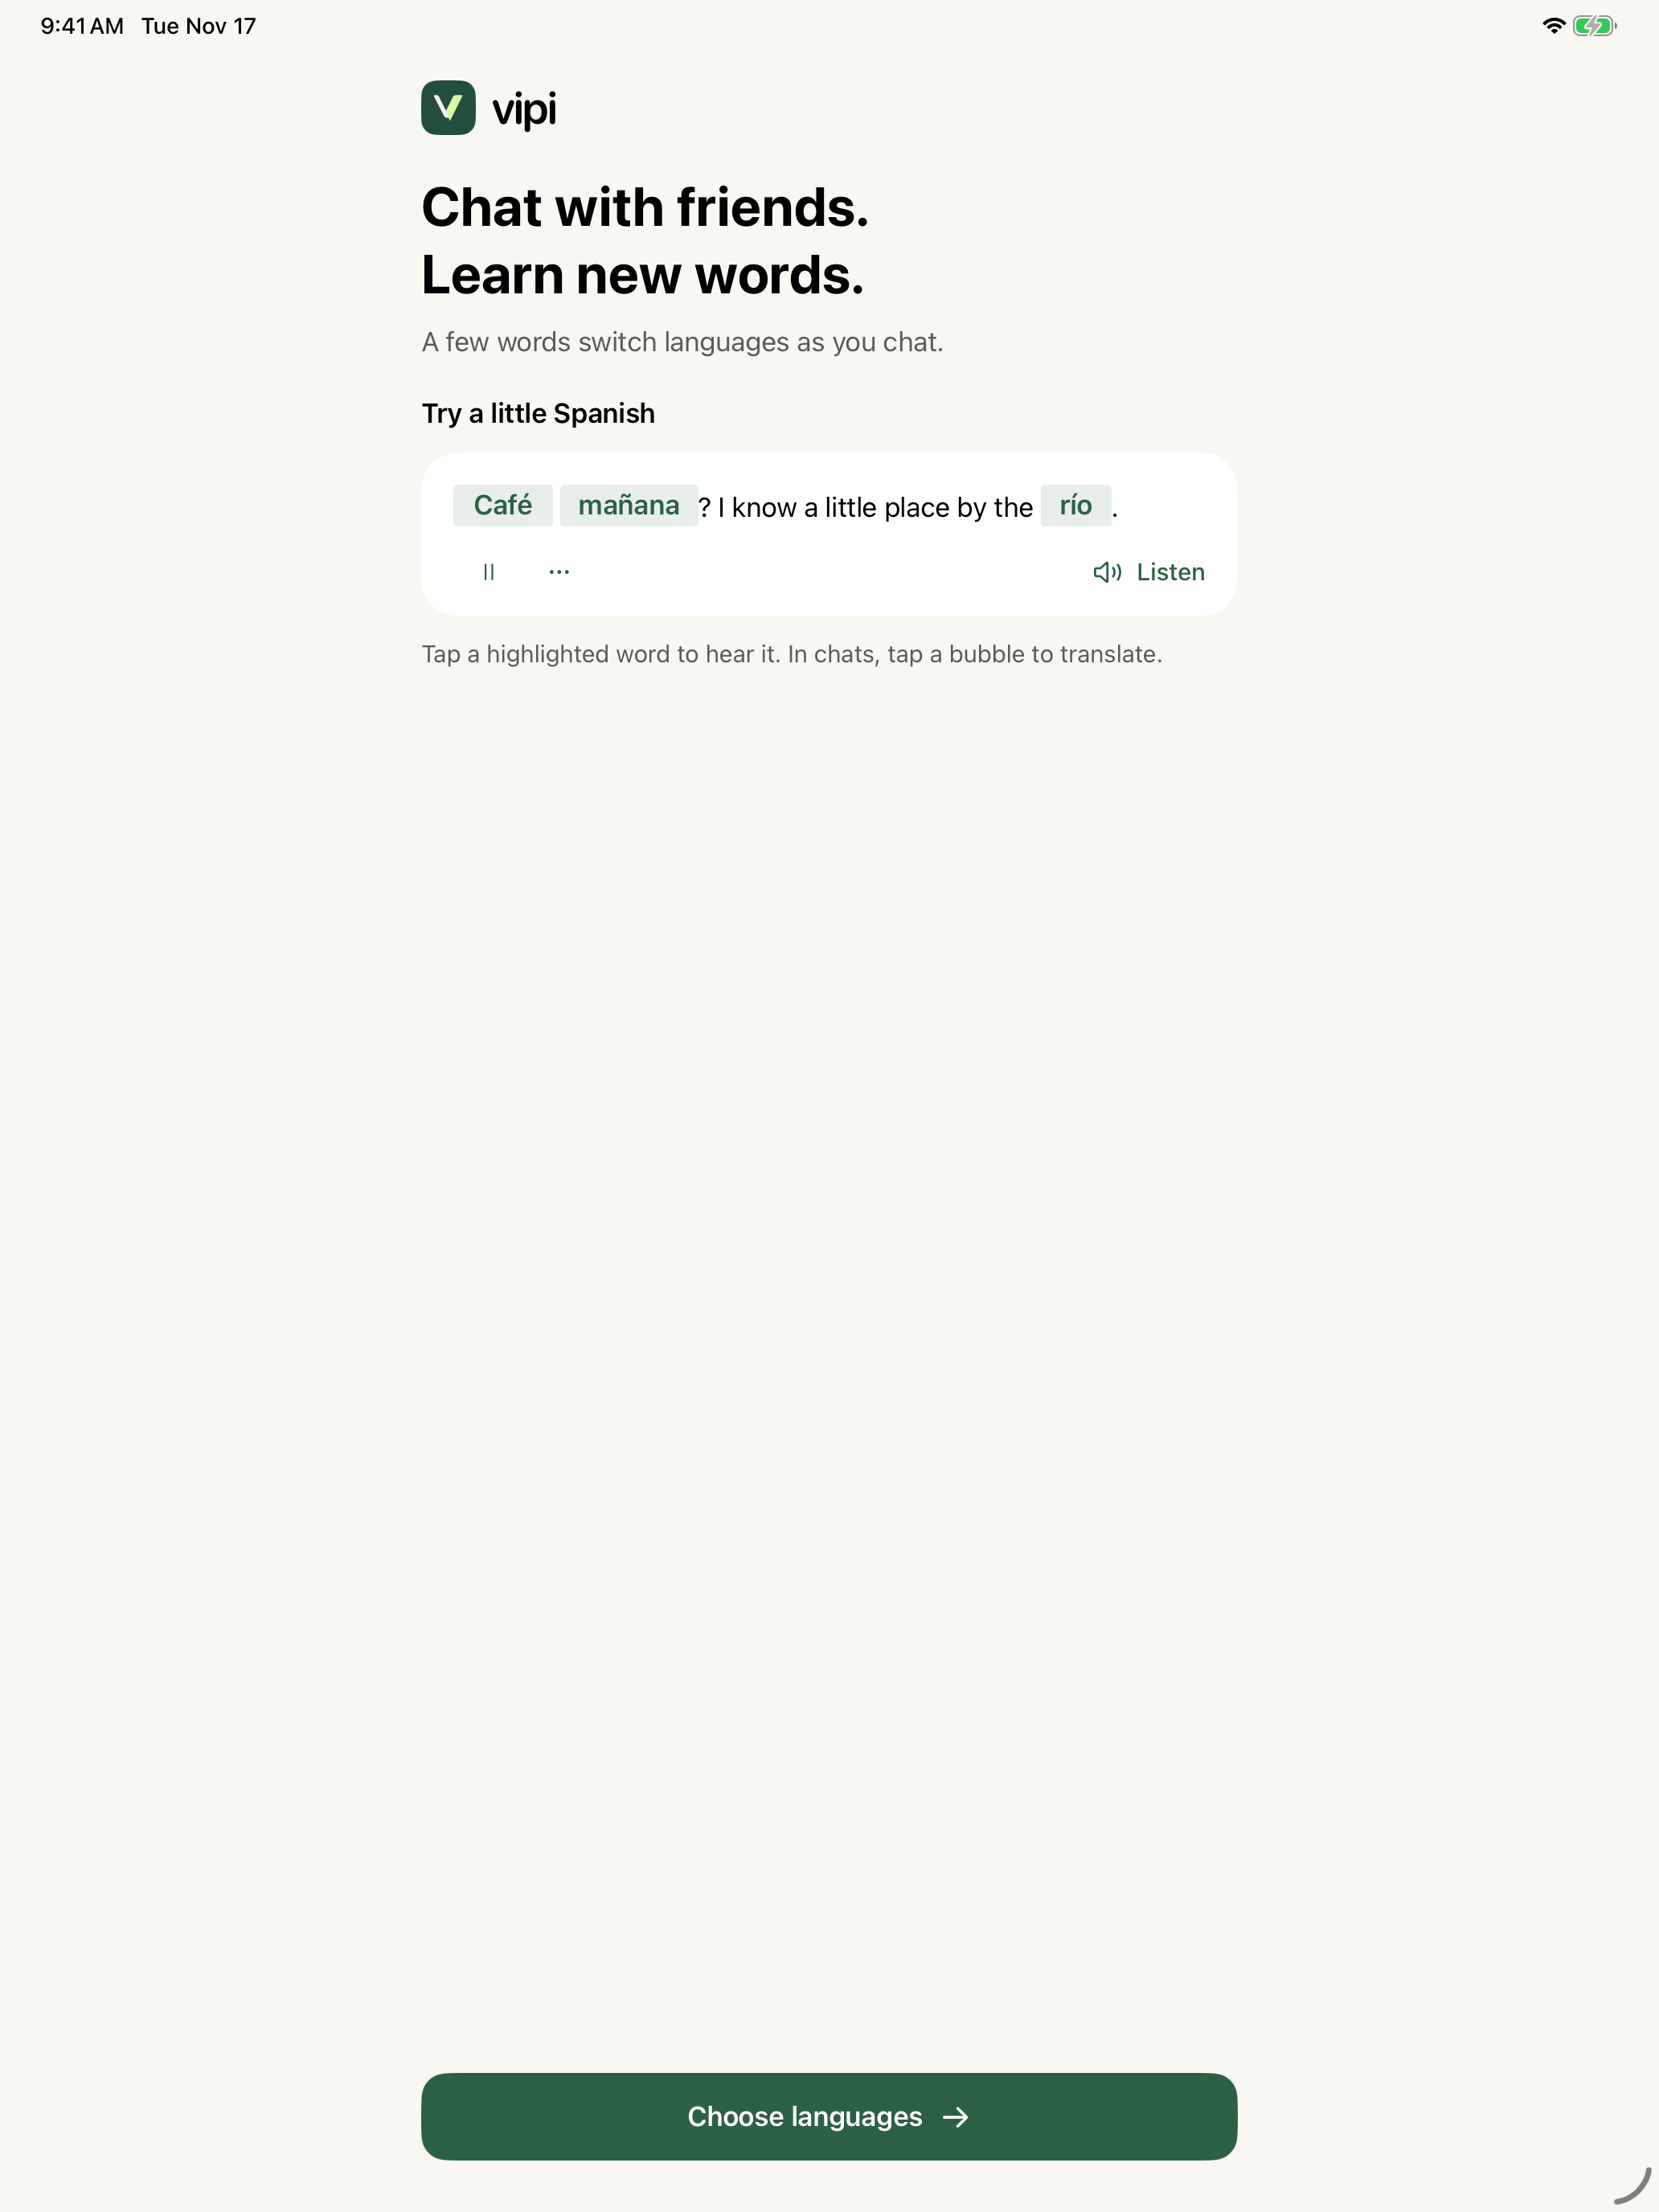 9:41 AM Tue Nov 17
vipi
Chat with friends.
Learn new words.
A few words switch languages as you chat.
Try a little Spanish
Café mañana? I know a little place by the río.
Listen
Tap a highlighted word to hear it. In chats, tap a bubble to translate.
Choose languages